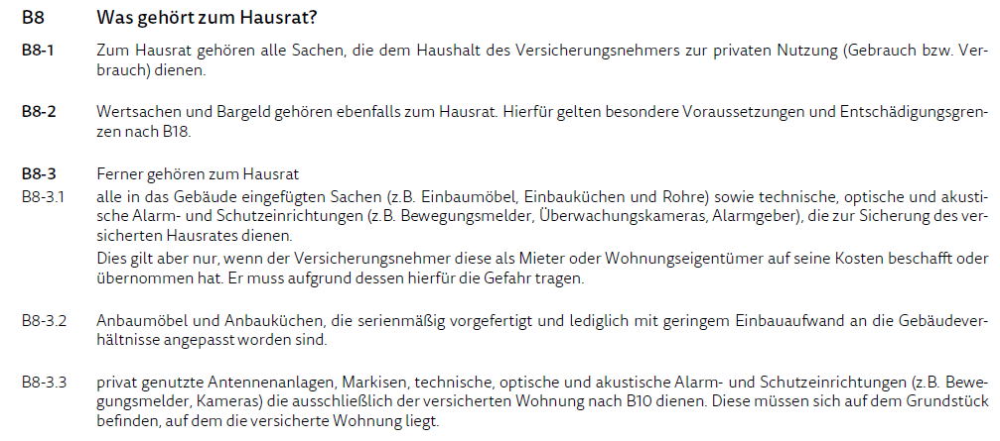 B8 Was gehört zum Hausrat?
B8-1 Zum Hausrat gehören alle Sachen, die dem Haushalt des Versicherungsnehmers zur privaten Nutzung (Gebrauch bzw. Ver-
brauch) dienen.
B8-2 Wertsachen und Bargeld gehören ebenfalls zum Hausrat. Hierfür gelten besondere Voraussetzungen und Entschädigungsgren-
zen nach B18.
B8-3 Ferner gehören zum Hausrat
B8-3.1 alle in das Gebäude eingefügten Sachen (z.B. Einbaumöbel, Einbauküchen und Rohre) sowie technische, optische und akusti-
sche Alarm- und Schutzeinrichtungen (z.B. Bewegungsmelder, Überwachungskameras, Alarmgeber), die zur Sicherung des ver-
sicherten Hausrates dienen.
Dies gilt aber nur, wenn der Versicherungsnehmer diese als Mieter oder Wohnungseigentümer auf seine Kosten beschafft oder
übernommen hat. Er muss aufgrund dessen hierfür die Gefahr tragen.
B8-3.2 Anbaumöbel und Anbauküchen, die serienmäßig vorgefertigt und lediglich mit geringem Einbauaufwand an die Gebäudever-
hältnisse angepasst worden sind.
B8-3.3 privat genutzte Antennenanlagen, Markisen, technische, optische und akustische Alarm- und Schutzeinrichtungen (z.B. Bewe-
gungsmelder, Kameras) die ausschließlich der versicherten Wohnung nach B10 dienen. Diese müssen sich auf dem Grundstück
befinden, auf dem die versicherte Wohnung liegt.